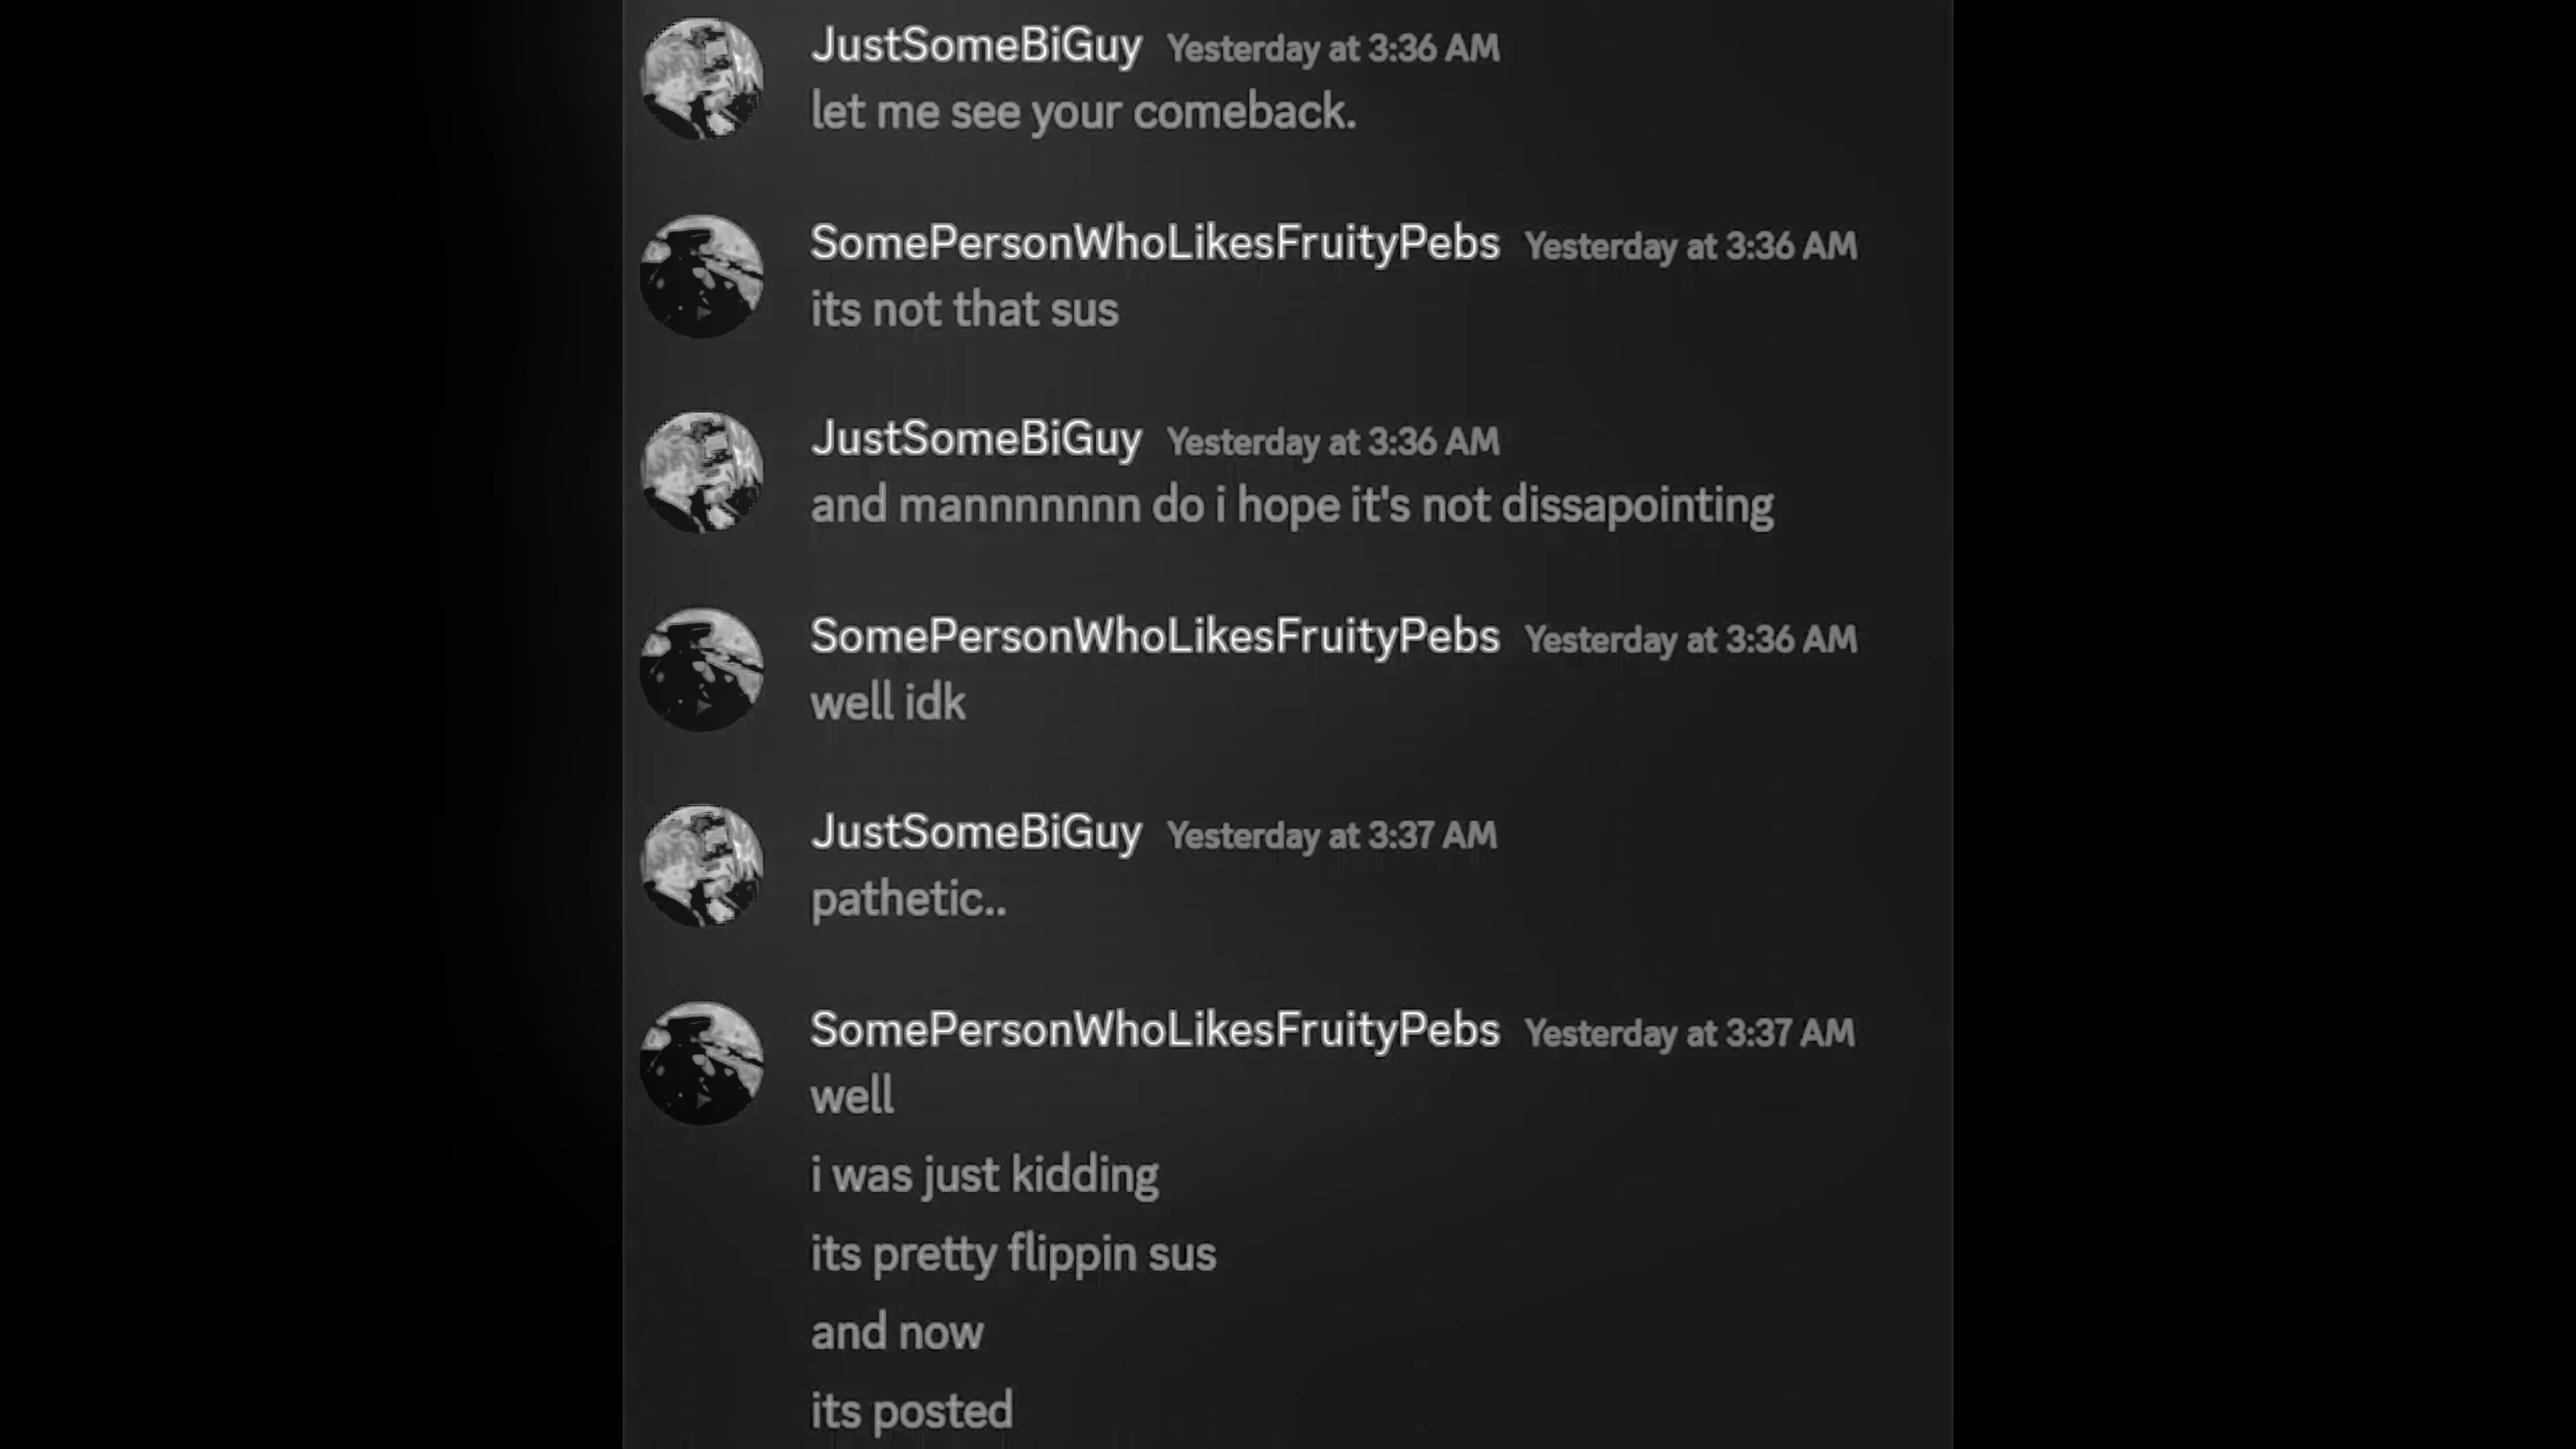 JustSomeBiGuy Yesterday at 3:36 AM
let me see your comeback.
SomePersonWhoLikesFruityPebs Yesterday at 3:36 AM
its not that sus
JustSomeBiGuy Yesterday at 3:36 AM
and mannnnnnn do i hope it's not dissapointing
SomePersonWhoLikesFruityPebs Yesterday at 3:36 AM
well idk
JustSomeBiGuy Yesterday at 3:37 AM
pathetic..
SomePersonWhoLikesFruityPebs Yesterday at 3:37 AM
well
i was just kidding
its pretty flippin sus
and now
its posted